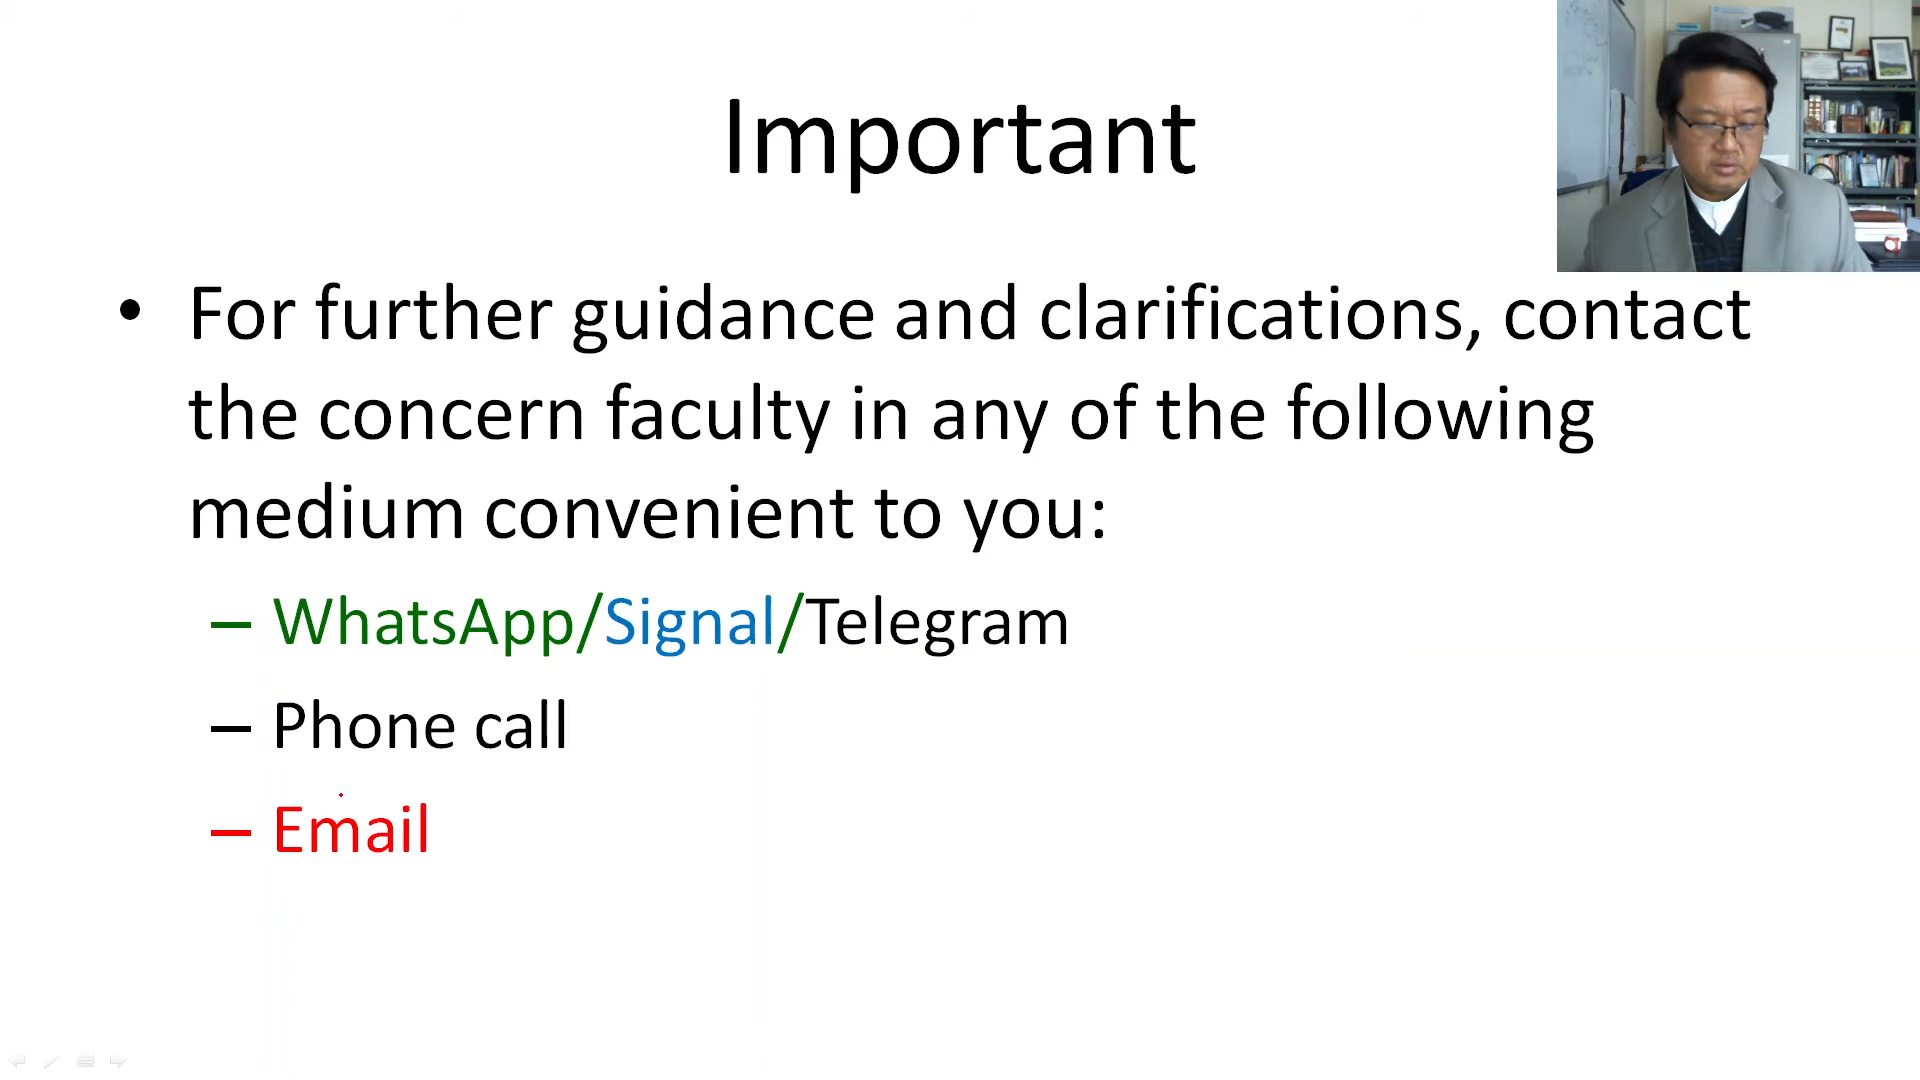 Important
• For further guidance and clarifications, contact
the concern faculty in any of the following
medium convenient to you:
– WhatsApp/Signal/Telegram
– Phone call
– Email